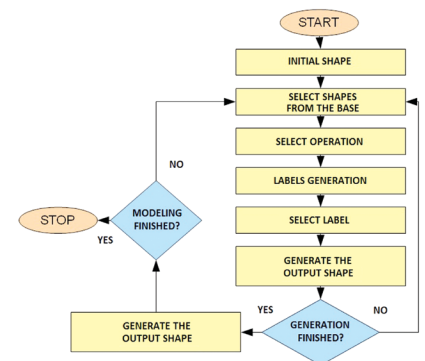 START
INITIAL SHAPE
SELECT SHAPES
FROM THE BASE
SELECT OPERATION
LABELS GENERATION
SELECT LABEL
GENERATE THE
OUTPUT SHAPE
GENERATION
FINISHED?
NO
YES
GENERATE THE
OUTPUT SHAPE
MODELING
FINISHED?
NO
YES
STOP